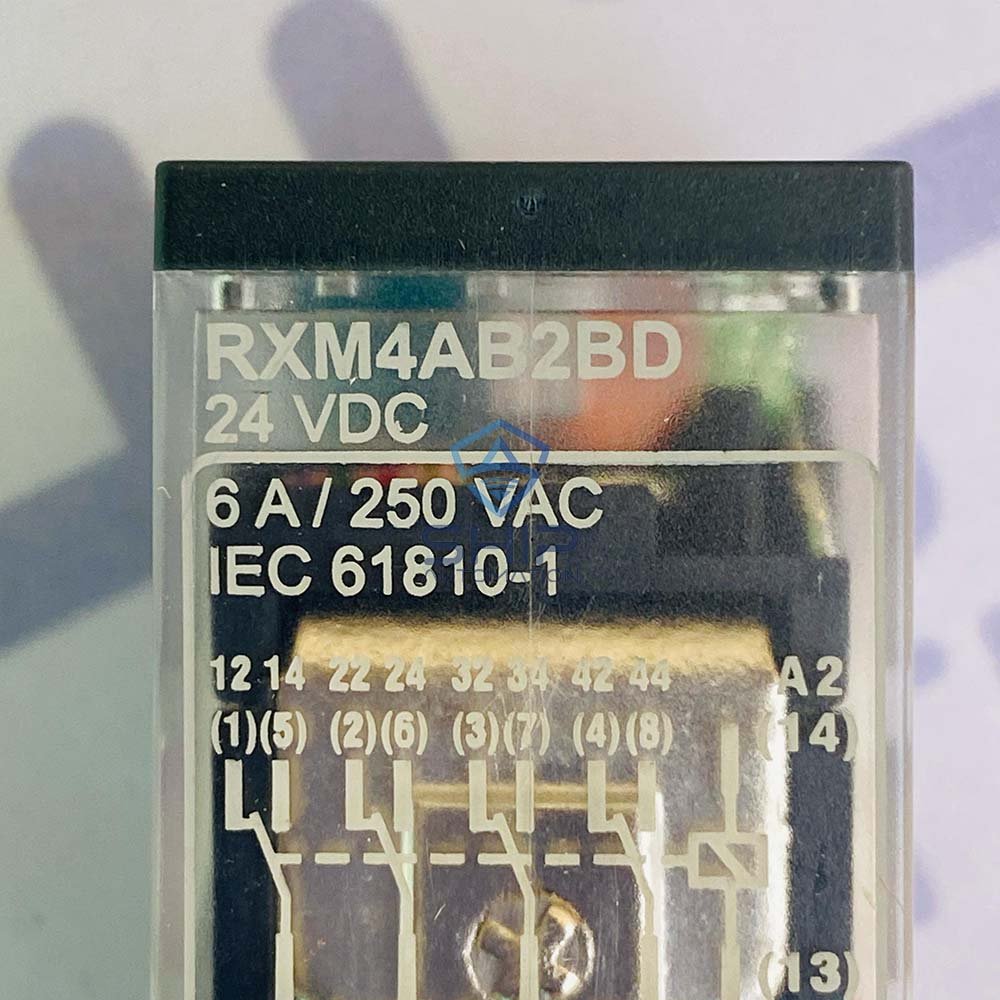 RXM4AB2BD
24 VDC
6 A / 250 VAC
IEC 61810-1
12 14 22 24 32 34 42 44 A2
(1) (5) (2) (6) (3) (7) (4) (8) (14)
(13)